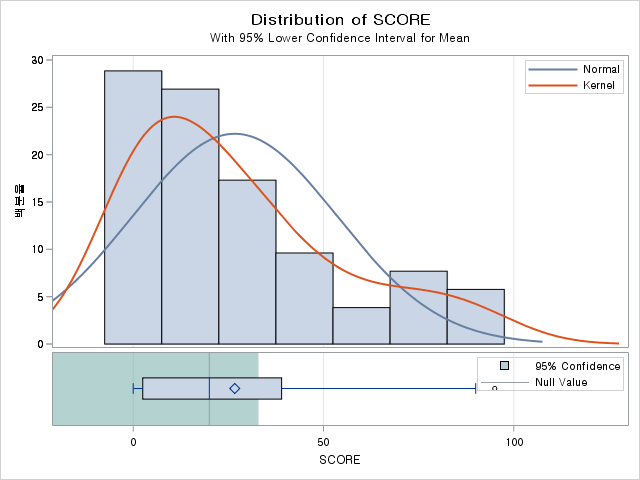 Distribution of SCORE
With 95% Lower Confidence Interval for Mean
Normal
Kernel
30
25
20
15
10
5
0
백분율
95% Confidence
Null Value
0
50
100
SCORE